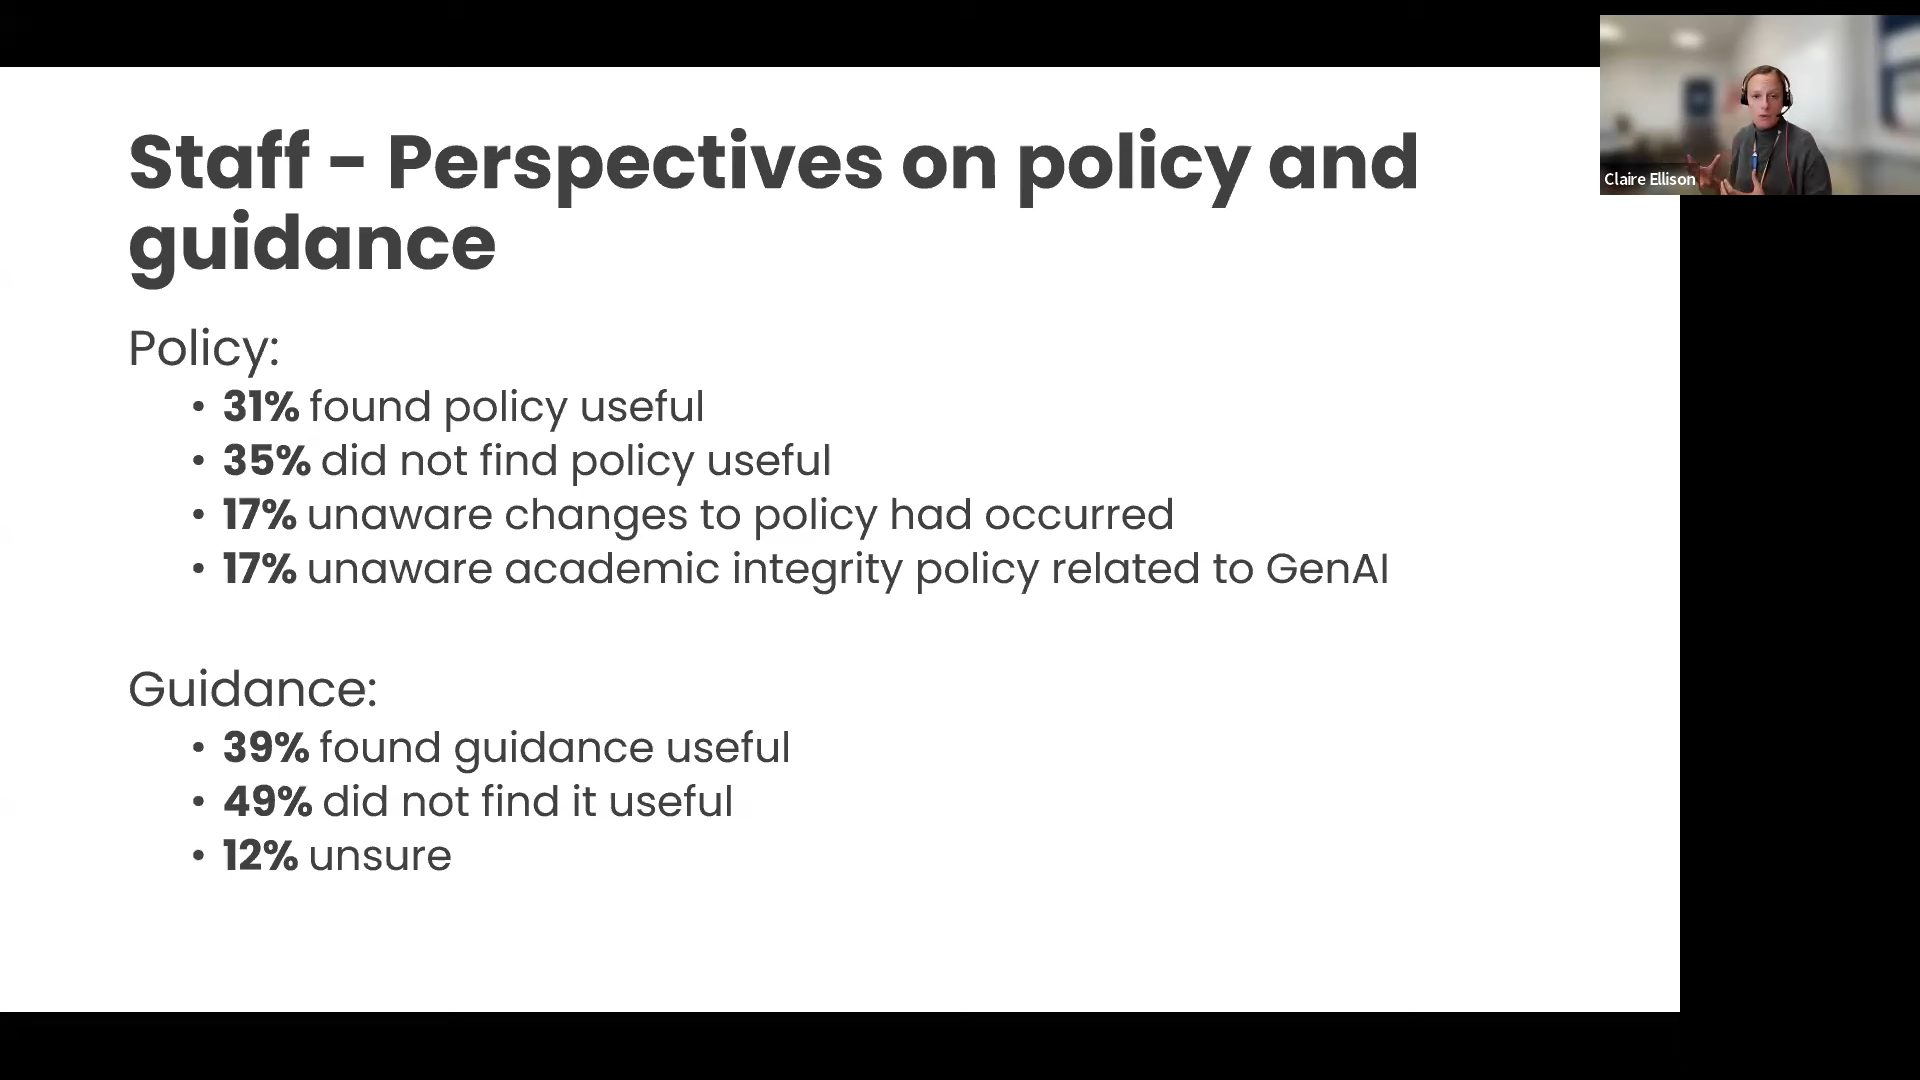 Staff - Perspectives on policy and
guidance
Policy:
• 31% found policy useful
• 35% did not find policy useful
• 17% unaware changes to policy had occurred
• 17% unaware academic integrity policy related to GenAI
Guidance:
• 39% found guidance useful
• 49% did not find it useful
• 12% unsure
Claire Ellison